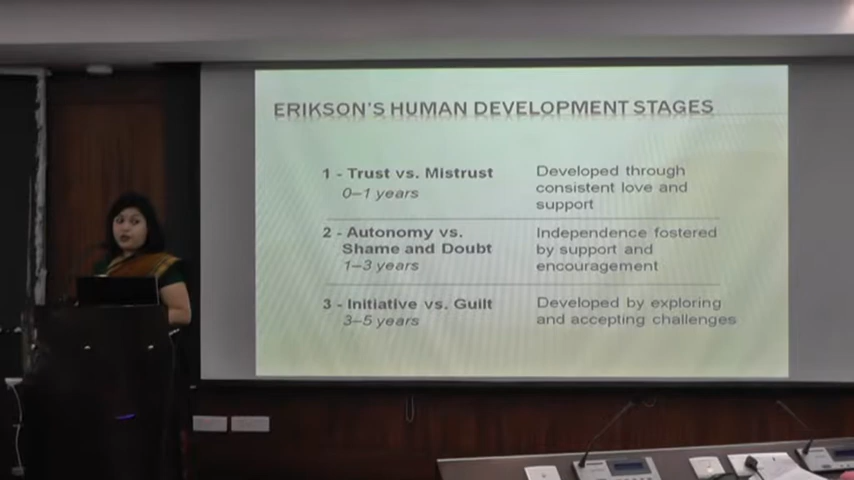 ERIKSON'S HUMAN DEVELOPMENT STAGES
1 - Trust vs. Mistrust
0–1 years
Developed through
consistent love and
support
2 - Autonomy vs.
Shame and Doubt
1–3 years
Independence fostered
by support and
encouragement
3 - Initiative vs. Guilt
3–5 years
Developed by exploring
and accepting challenges